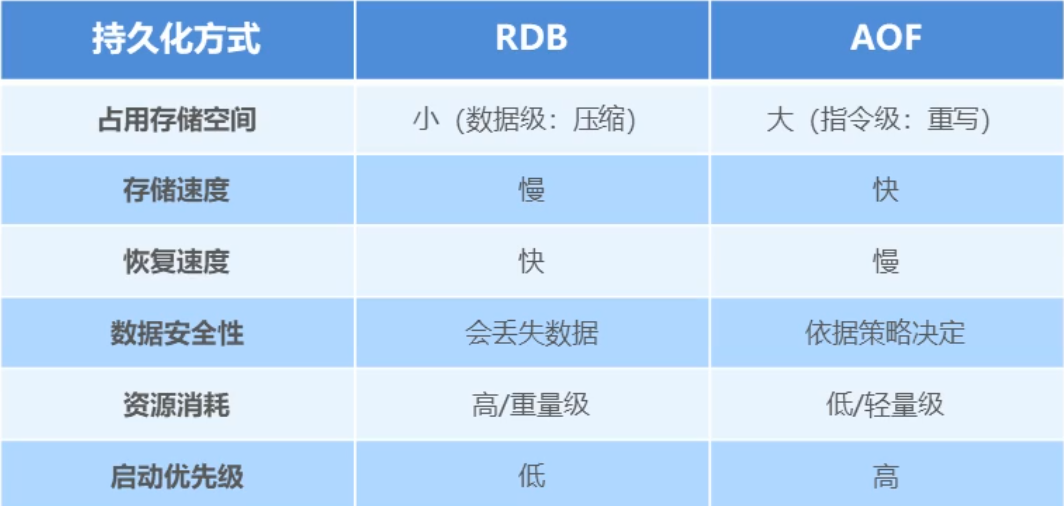 持久化方式 RDB AOF
占用存储空间 小（数据级：压缩） 大（指令级：重写）
存储速度 慢 快
恢复速度 快 慢
数据安全性 会丢失数据 依据策略决定
资源消耗 高/重量级 低/轻量级
启动优先级 低 高